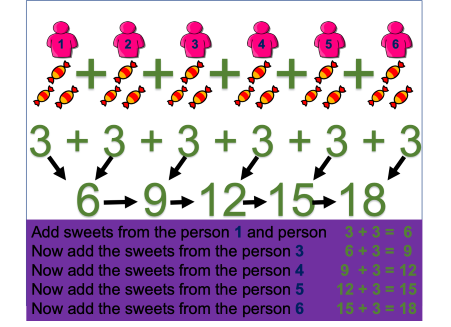 1 2 3 4 5 6
+ + + + +
3 + 3 + 3 + 3 + 3 + 3
6 9 12 15 18
Add sweets from the person 1 and person 3 + 3 = 6
Now add the sweets from the person 3 6 + 3 = 9
Now add the sweets from the person 4 9 + 3 = 12
Now add the sweets from the person 5 12 + 3 = 15
Now add the sweets from the person 6 15 + 3 = 18